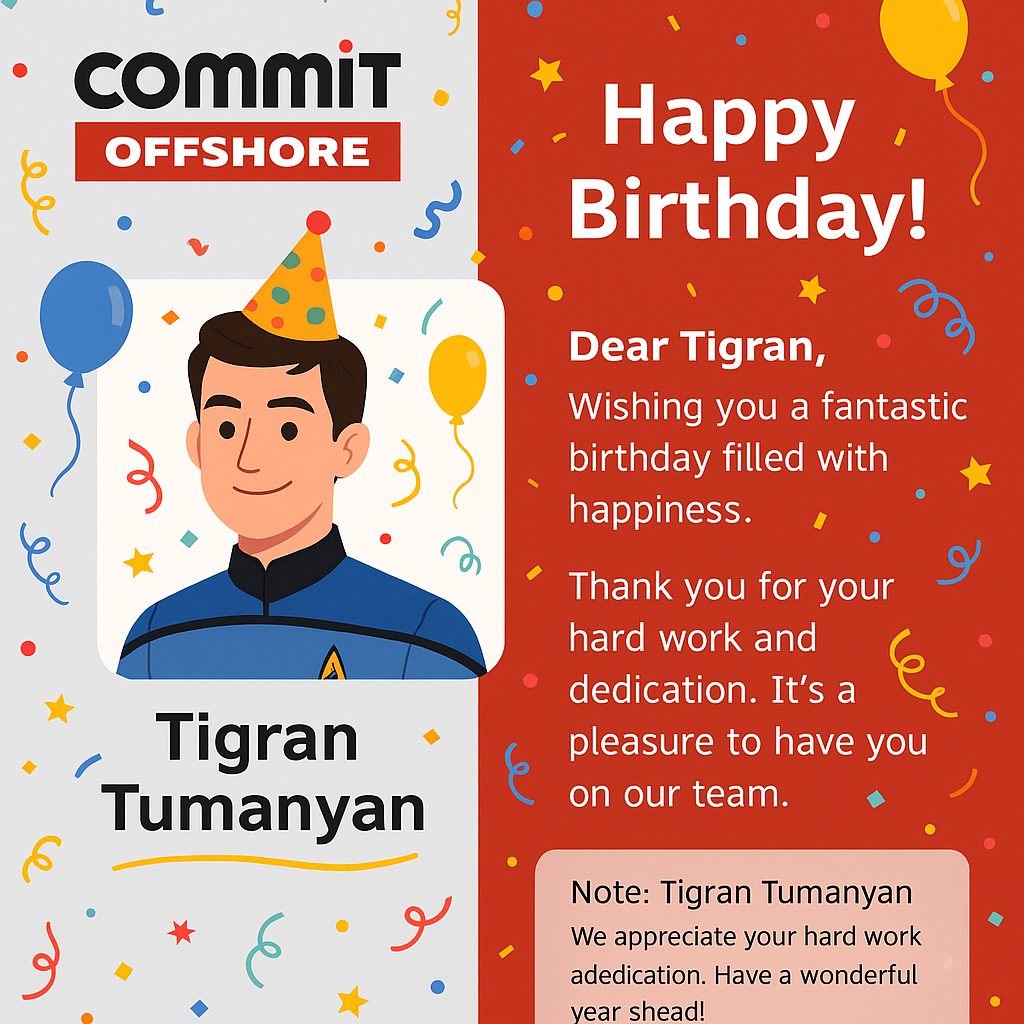 COMMiT
OFFSHORE
Tigran
Tumanyan
Happy
Birthday!
Dear Tigran,
Wishing you a fantastic
birthday filled with
happiness.
Thank you for your
hard work and
dedication. It's a
pleasure to have you
on our team.
Note: Tigran Tumanyan
We appreciate your hard work
adedication. Have a wonderful
year shead!